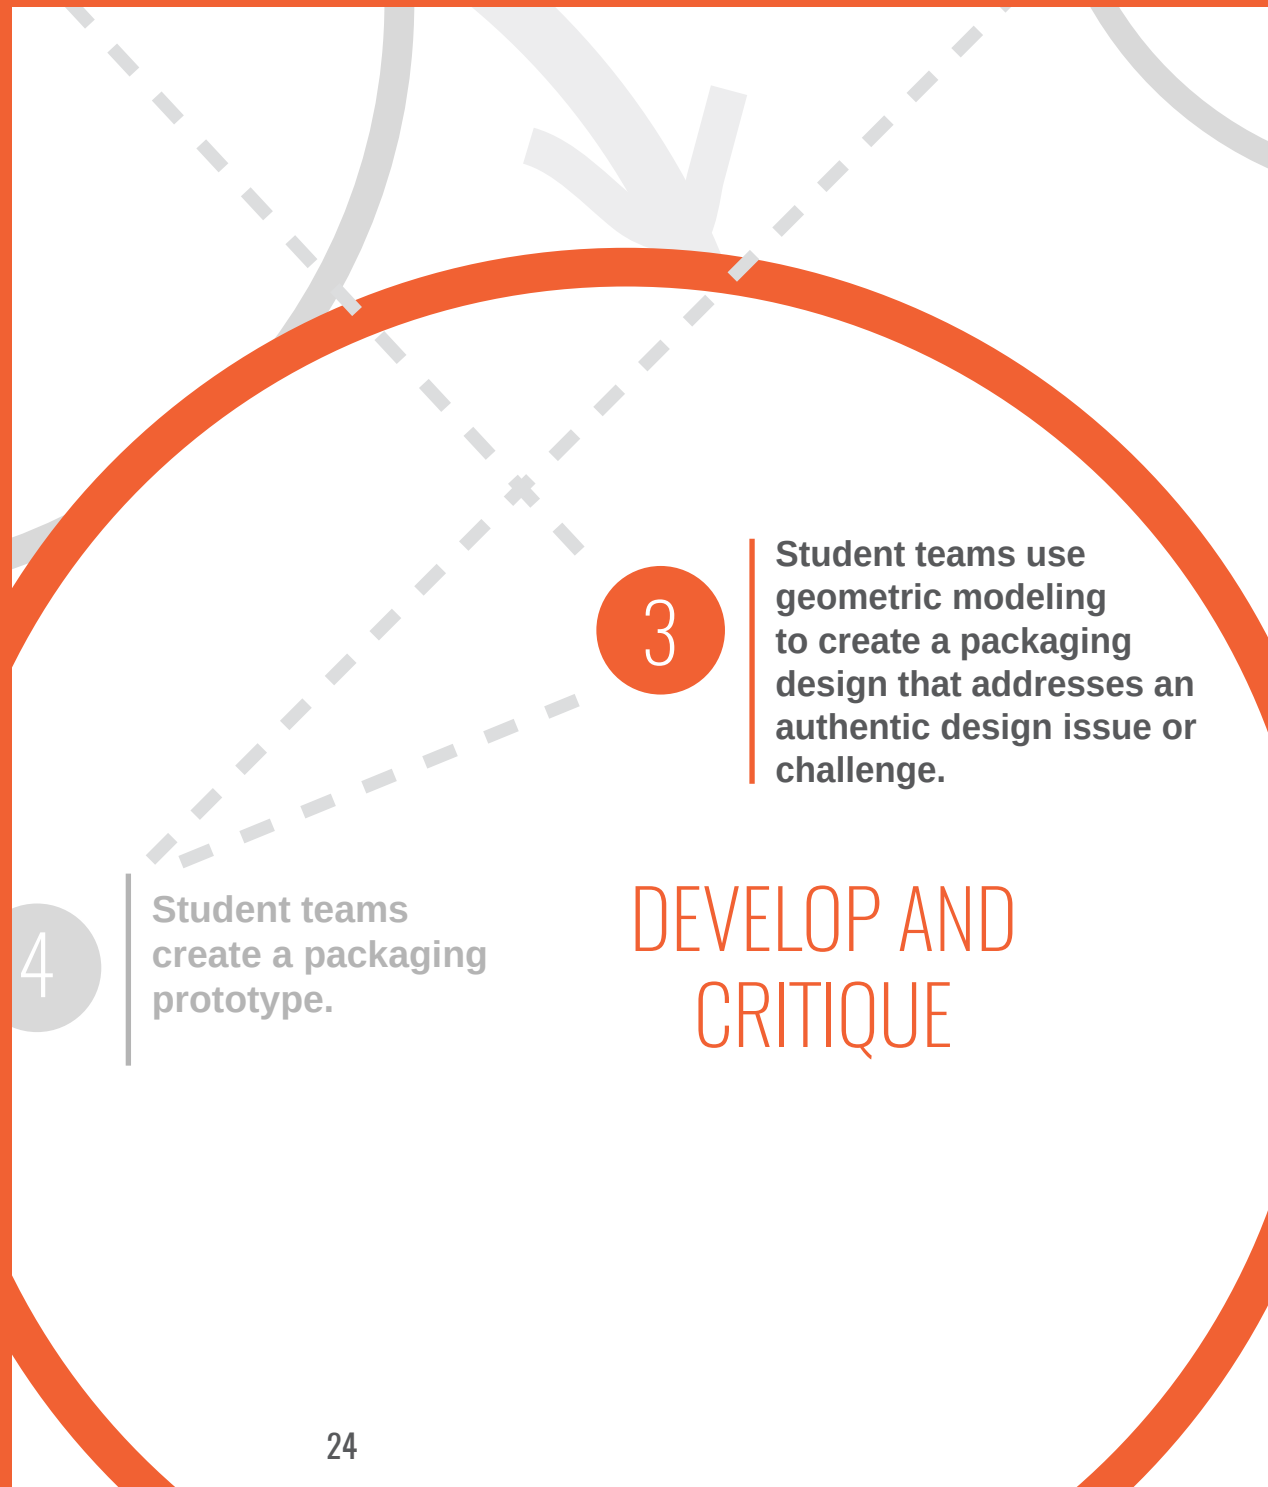 3
Student teams use
geometric modeling
to create a packaging
design that addresses an
authentic design issue or
challenge.
4
Student teams
create a packaging
prototype.
DEVELOP AND
CRITIQUE
24